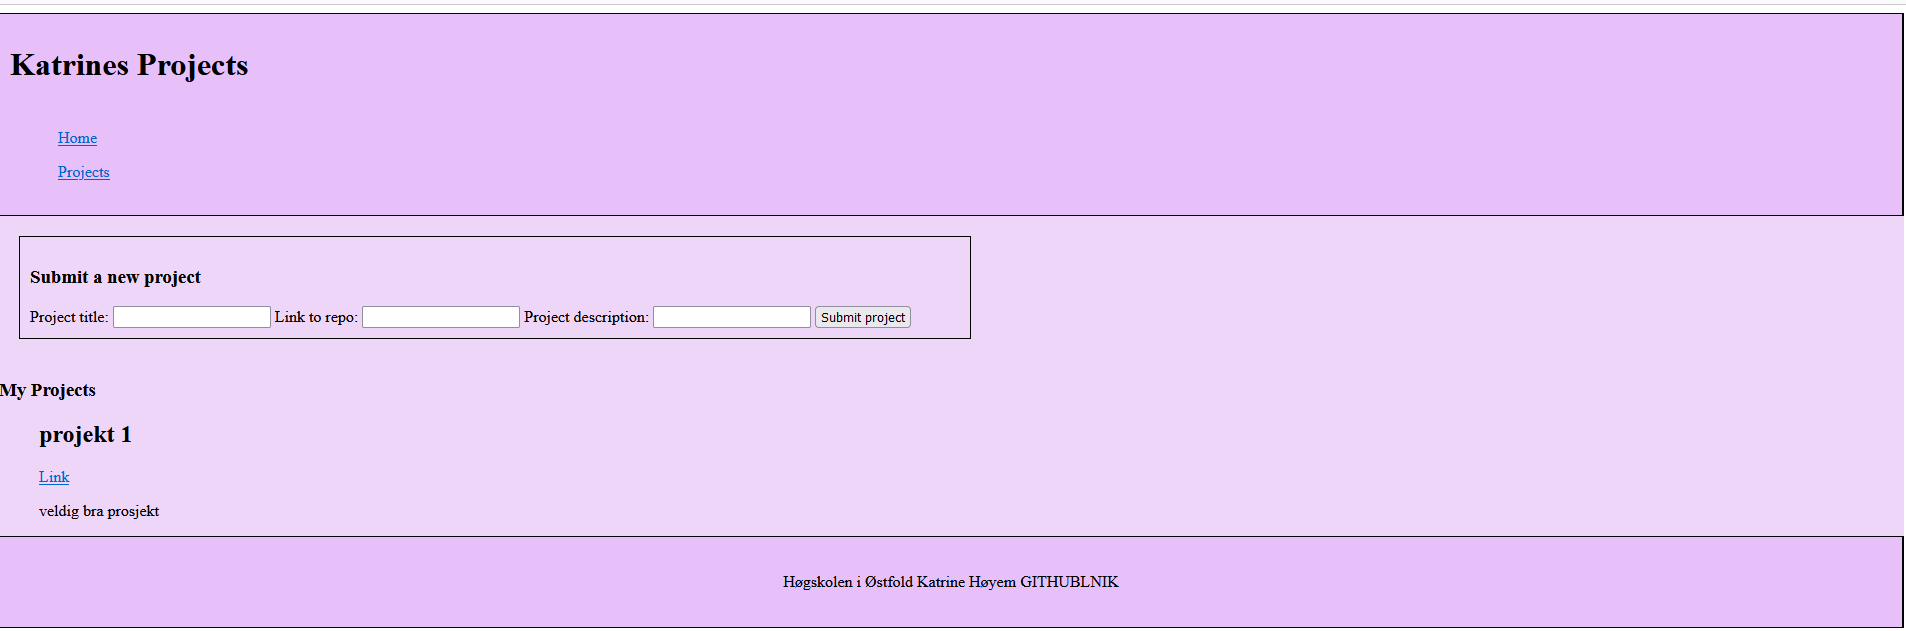 Katrines Projects
Home
Projects
Submit a new project
Project title: Link to repo: Project description: Submit project
My Projects
projekt 1
Link
veldig bra prosjekt
Høgskolen i Østfold Katrine Høyem GITHUBLNIK